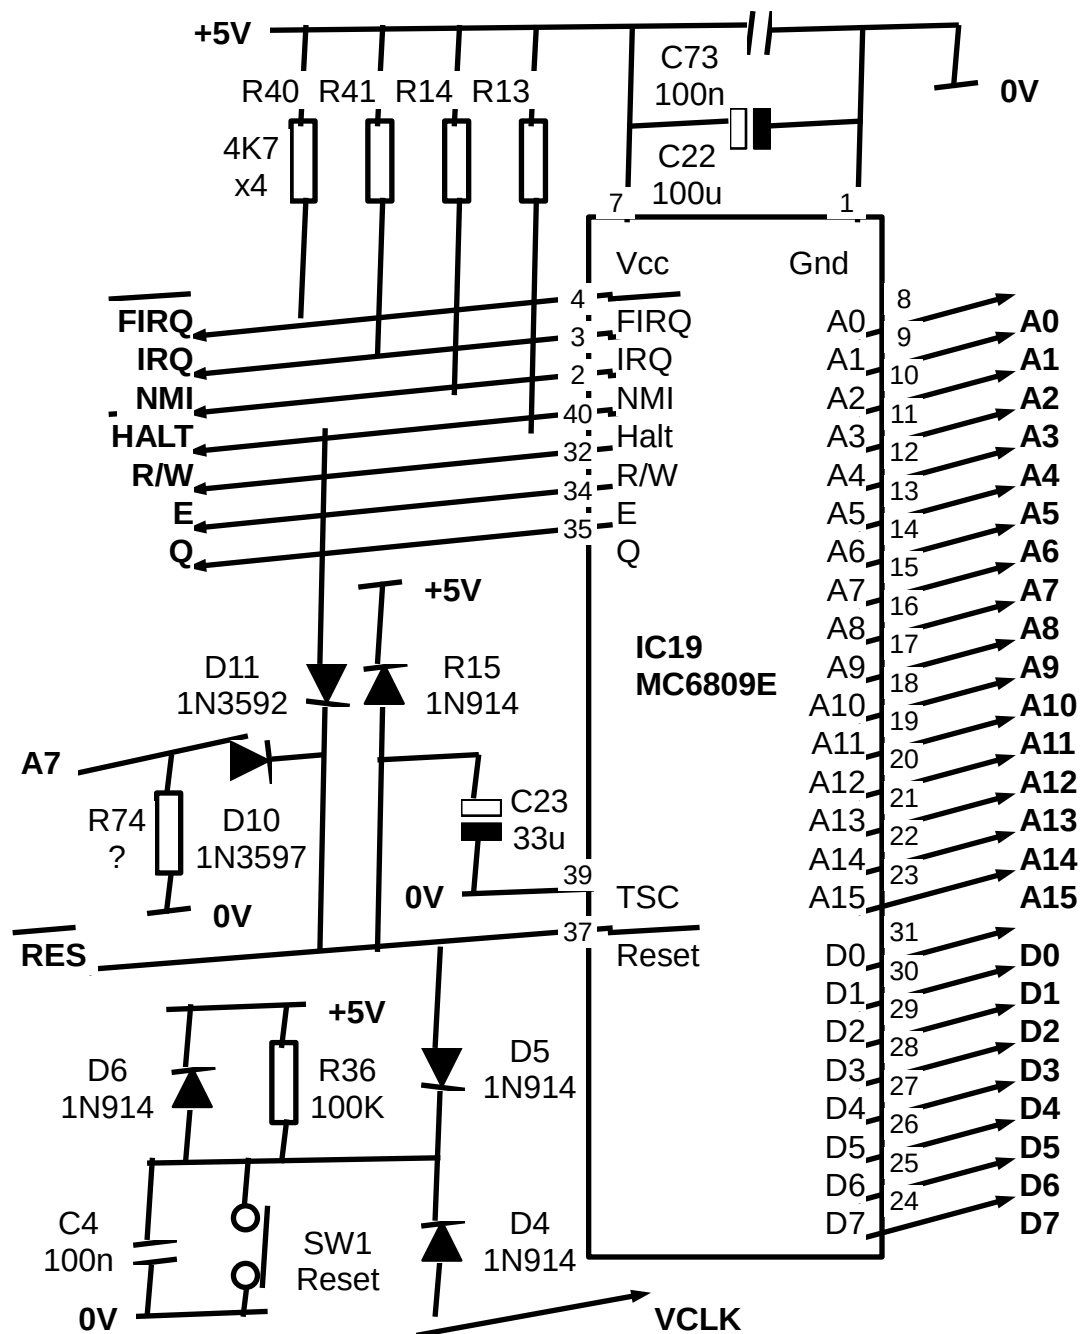 +5V
C73
100n
0V
R40 R41 R14 R13
4K7
x4
C22
100u
7
1
Vcc
Gnd
4
FIRQ
FIRQ
3
IRQ
IRQ
2
NMI
NMI
40
HALT
Halt
32
R/W
R/W
34
E
E
35
Q
Q
8
A0
A0
9
A1
A1
10
A2
A2
11
A3
A3
12
A4
A4
13
A5
A5
14
A6
A6
15
A7
A7
16
A8
A8
17
A9
A9
18
A10
A10
19
A11
A11
20
A12
A12
21
A13
A13
22
A14
A14
23
A15
A15
IC19
MC6809E
+5V
D11
1N3592
R15
1N914
A7
R74
?
D10
1N3597
C23
33u
0V
0V
39
TSC
37
RES
Reset
31
D0
D0
30
D1
D1
29
D2
D2
28
D3
D3
27
D4
D4
26
D5
D5
25
D6
D6
24
D7
D7
+5V
D6
1N914
R36
100K
D5
1N914
C4
100n
SW1
Reset
D4
1N914
0V
VCLK